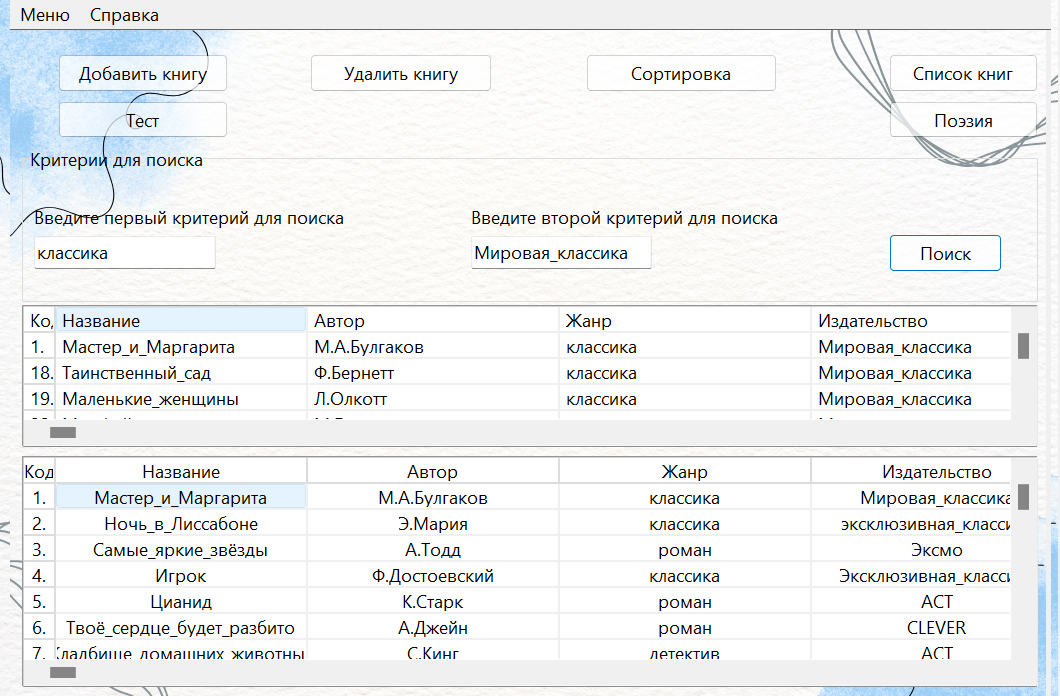 Меню Справка
Добавить книгу Удалить книгу Сортировка Список книг
Тест Поэзия
Критерии для поиска
Введите первый критерий для поиска Введите второй критерий для поиска
классика Мировая_классика Поиск
Ко Название Автор Жанр Издательство
1. Мастер_и_Маргарита М.А.Булгаков классика Мировая_классика
18. Таинственный_сад Ф.Бернетт классика Мировая_классика
19. Маленькие_женщины Л.Олкотт классика Мировая_классика
Код Название Автор Жанр Издательство
1. Мастер_и_Маргарита М.А.Булгаков классика Мировая_классика
2. Ночь_в_Лиссабоне Э.Мария классика эксклюзивная_класси
3. Самые_яркие_звёзды А.Тодд роман Эксмо
4. Игрок Ф.Достоевский классика Эксклюзивная_класси
5. Цианид К.Старк роман АСТ
6. Твоё_сердце_будет_разбито А.Джейн роман CLEVER
7. Кладбище_домашних_животны С.Кинг детектив АСТ